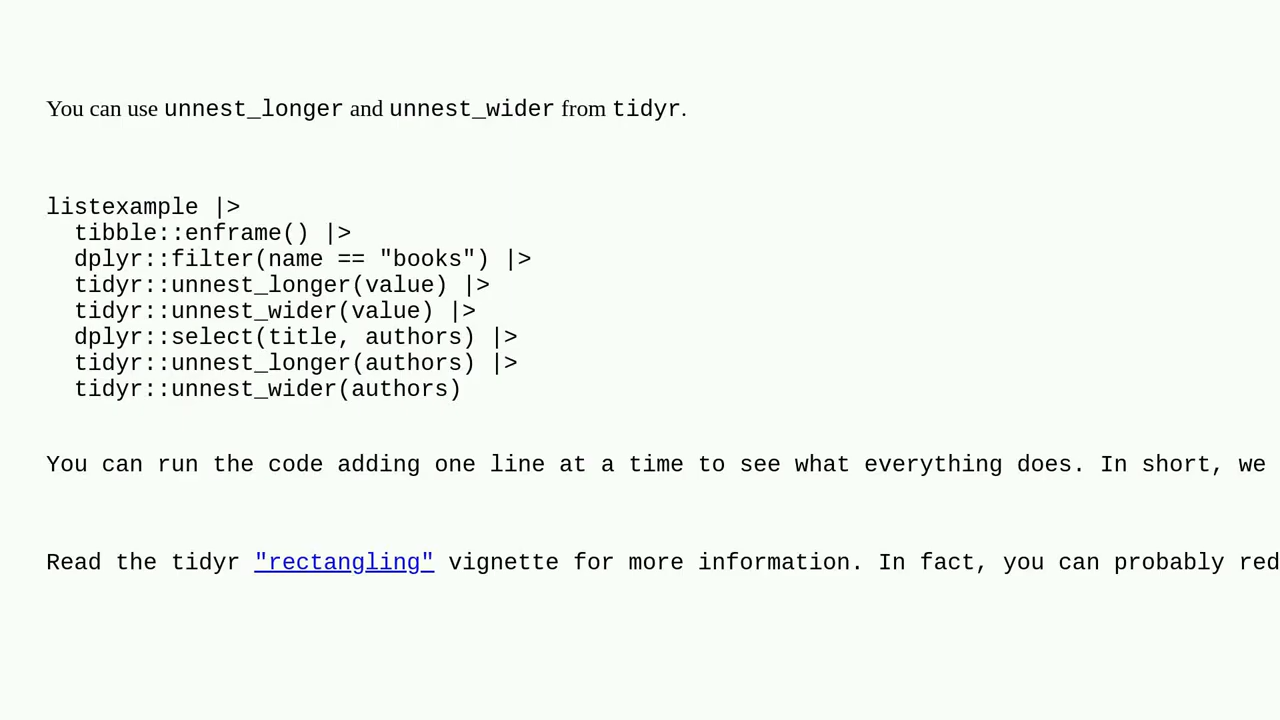 You can use unnest_longer and unnest_wider from tidyr.
listexample |>
  tibble::enframe() |>
  dplyr::filter(name == "books") |>
  tidyr::unnest_longer(value) |>
  tidyr::unnest_wider(value) |>
  dplyr::select(title, authors) |>
  tidyr::unnest_longer(authors) |>
  tidyr::unnest_wider(authors)
You can run the code adding one line at a time to see what everything does. In short, we
Read the tidyr "rectangling" vignette for more information. In fact, you can probably red